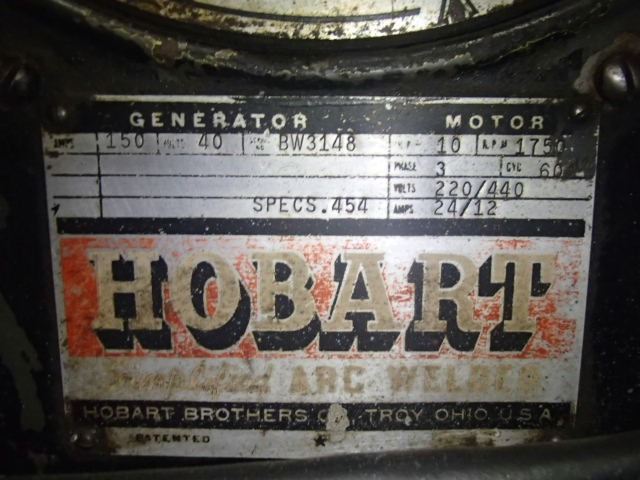 GENERATOR MOTOR
AMPS 150 VOLTS 40 BW3148 H.P. 10 R.P.M 1750
PHASE 3 CYC 60
VOLTS 220/440
SPECS.454 AMPS 24/12
HOBART
Simplified ARC WELDER
HOBART BROTHERS CO., TROY OHIO U.S.A.
PATENTED